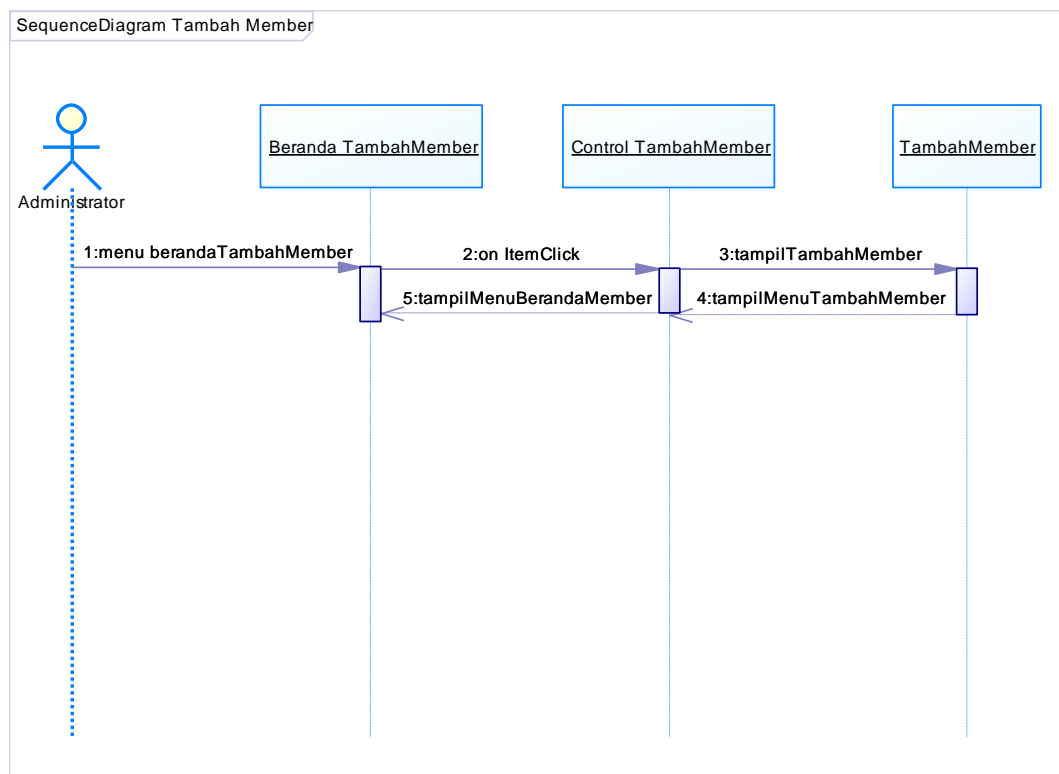 SequenceDiagram Tambah Member
Administrator
Beranda TambahMember
Control TambahMember
TambahMember
1:menu berandaTambahMember
2:on ItemClick
3:tampilTambahMember
5:tampilMenuBerandaMember
4:tampilMenuTambahMember